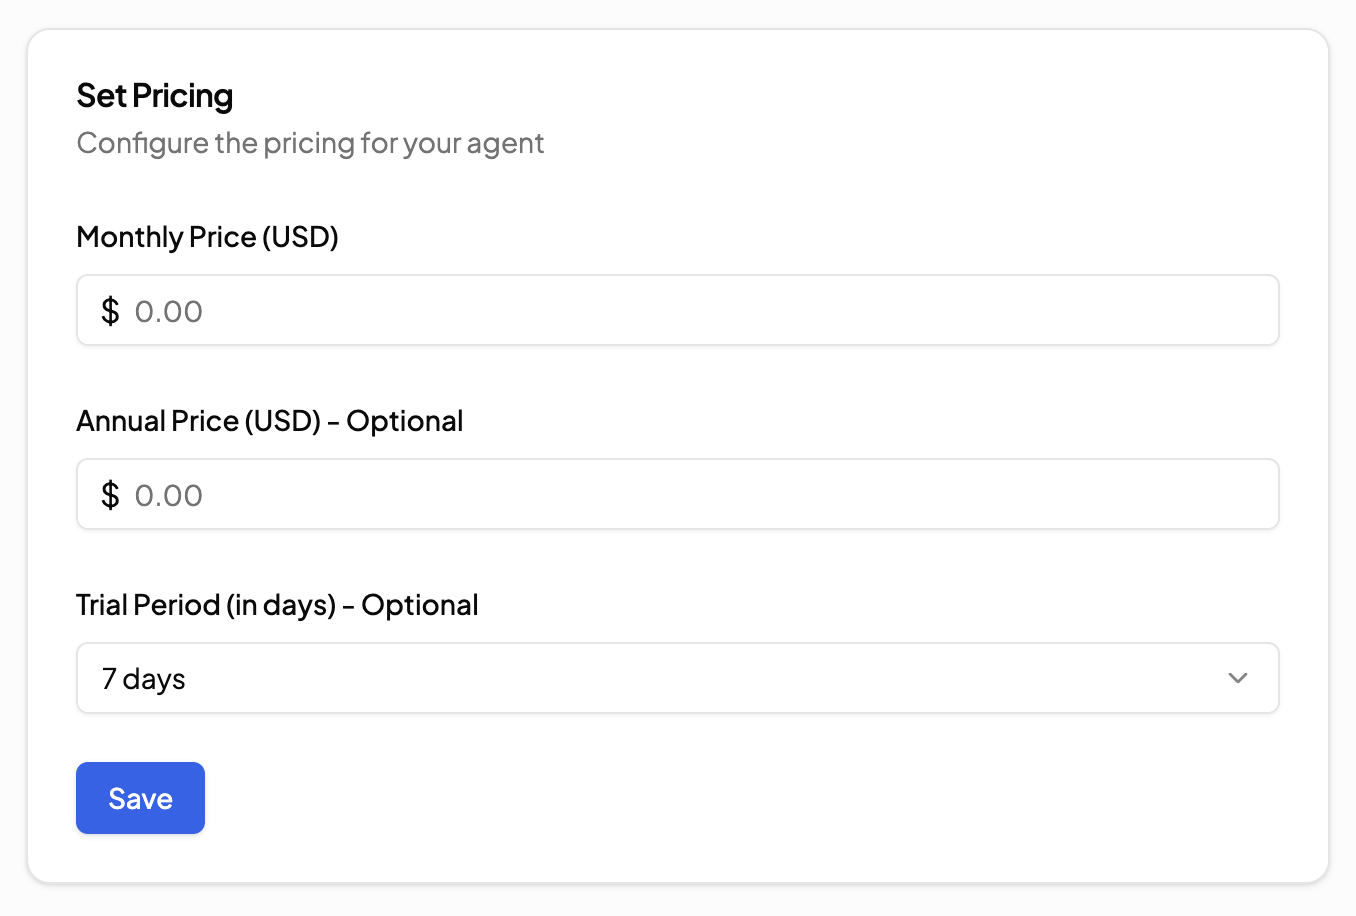 Set Pricing
Configure the pricing for your agent
Monthly Price (USD)
$ 0.00
Annual Price (USD) - Optional
$ 0.00
Trial Period (in days) - Optional
7 days
Save